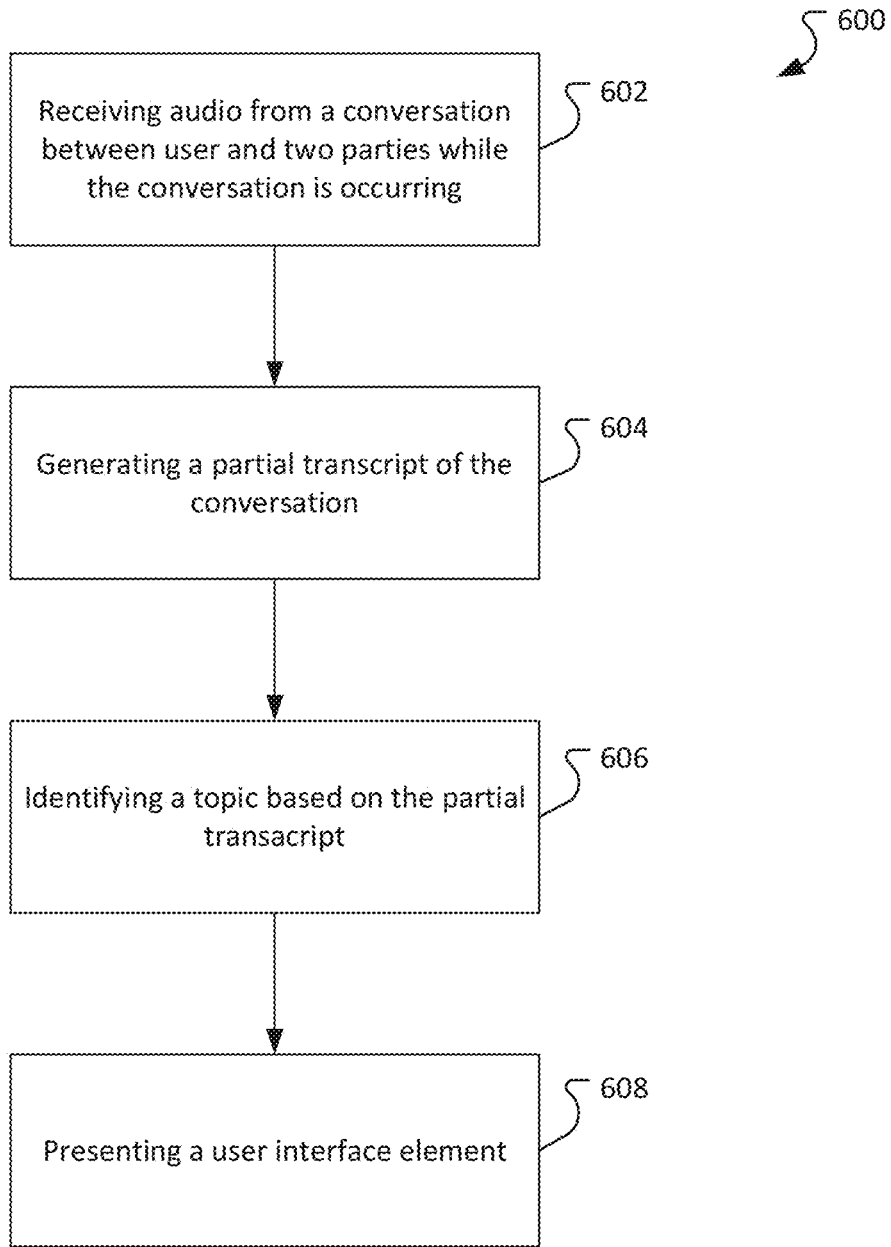 600
Receiving audio from a conversation
between user and two parties while
the conversation is occurring
602
Generating a partial transcript of the
conversation
604
Identifying a topic based on the partial
transacript
606
Presenting a user interface element
608